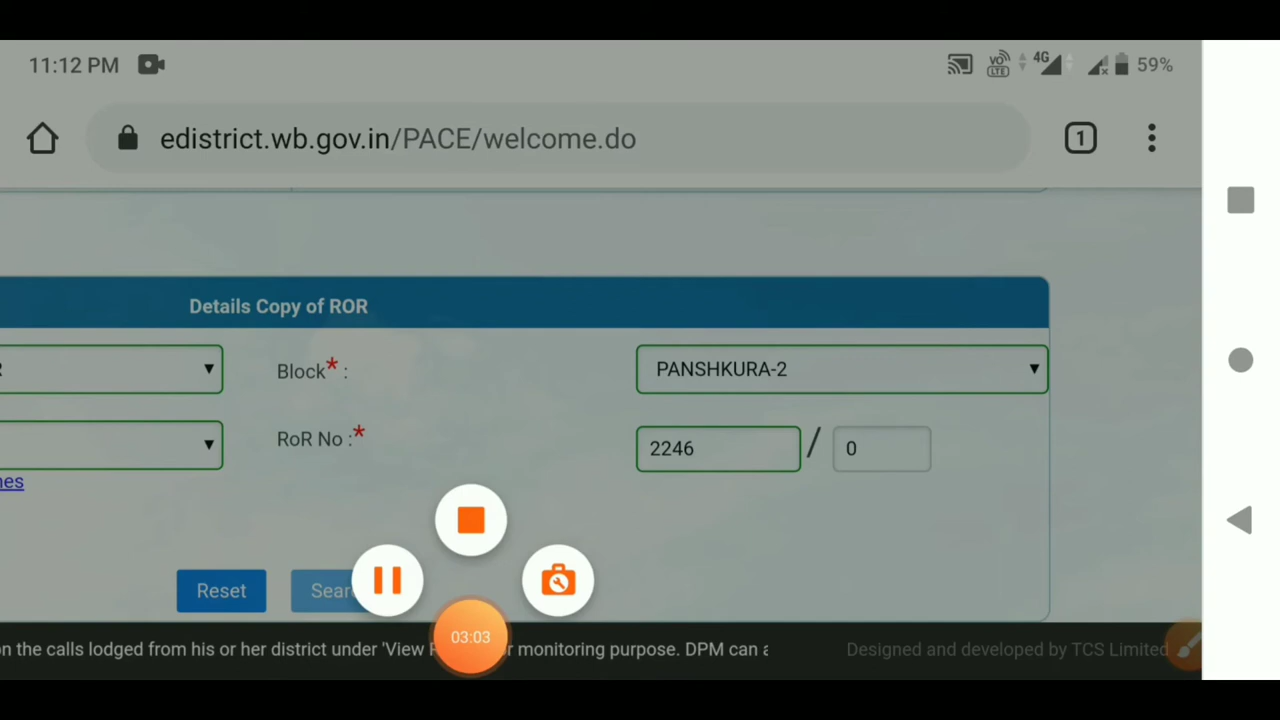 11:12 PM VO LTE 4G 59%
edistrict.wb.gov.in/PACE/welcome.do 1
Details Copy of ROR
Block* : PANSHKURA-2
RoR No :* 2246 / 0
Reset
03:03
the calls lodged from his or her district under 'View monitoring purpose. DPM can Designed and developed by TCS Limited